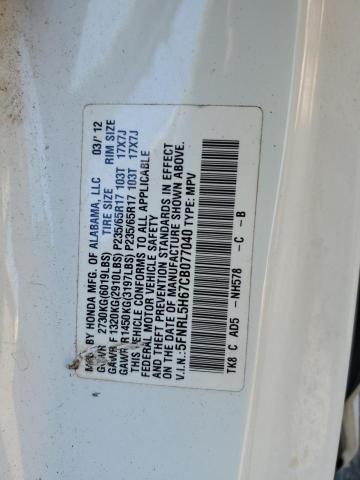 MFD. BY HONDA MFG. OF ALABAMA, LLC 03/'12
GVWR 2730KG(6019LBS) TIRE SIZE RIM SIZE
GAWR F 1320KG(2910LBS) P235/65R17 103T 17X7J
GAWR R1450KG(3197LBS) P235/65R17 103T 17X7J
THIS VEHICLE CONFORMS TO ALL APPLICABLE
FEDERAL MOTOR VEHICLE SAFETY
AND THEFT PREVENTION STANDARDS IN EFFECT
ON THE DATE OF MANUFACTURE SHOWN ABOVE.
V.I.N.:5FNRL5H67CB077040 TYPE: MPV
TK8 C AD5 -NH578 -C -B